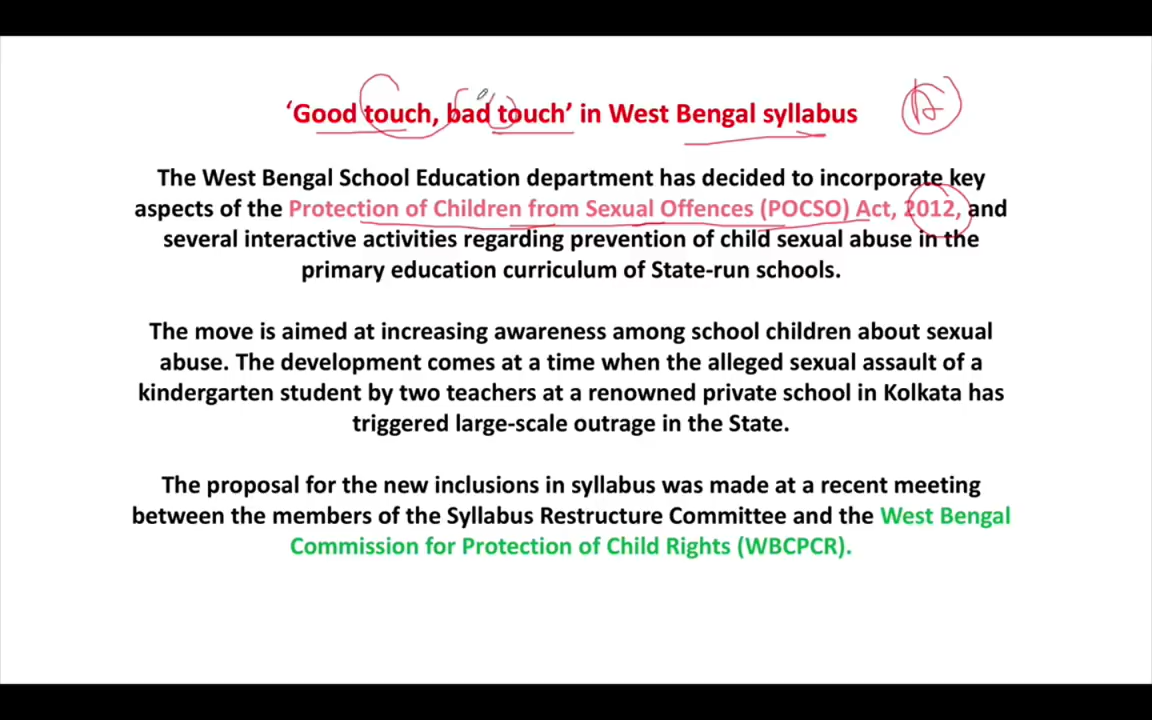 ‘Good touch, bad touch’ in West Bengal syllabus
The West Bengal School Education department has decided to incorporate key
aspects of the Protection of Children from Sexual Offences (POCSO) Act, 2012, and
several interactive activities regarding prevention of child sexual abuse in the
primary education curriculum of State-run schools.
The move is aimed at increasing awareness among school children about sexual
abuse. The development comes at a time when the alleged sexual assault of a
kindergarten student by two teachers at a renowned private school in Kolkata has
triggered large-scale outrage in the State.
The proposal for the new inclusions in syllabus was made at a recent meeting
between the members of the Syllabus Restructure Committee and the West Bengal
Commission for Protection of Child Rights (WBCPCR).